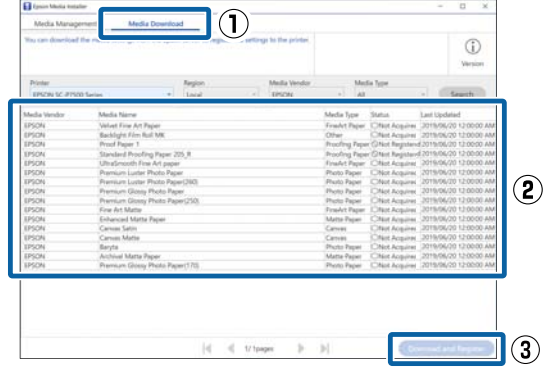 Epson Media Installer
Media Management
Media Download
①
You can download the media settings from the Epson server to register the settings to the printer.
Version
Printer
Region
Media Vendor
Media Type
EPSON SC-P7500 Series
Local
EPSON
All
Search
Media Vendor Media Name Media Type Status Last Updated
EPSON Velvet Fine Art Paper FineArt Paper Not Acquired 2019/06/20 12:00:00 AM
EPSON Backlight Film Roll MK Other Not Acquired 2019/06/20 12:00:00 AM
EPSON Proof Paper 1 Proofing Paper Not Registered 2019/06/20 12:00:00 AM
EPSON Standard Proofing Paper 205_R Proofing Paper Not Registered 2019/06/20 12:00:00 AM
EPSON UltraSmooth Fine Art paper FineArt Paper Not Acquired 2019/06/20 12:00:00 AM
EPSON Premium Luster Photo Paper Photo Paper Not Acquired 2019/06/20 12:00:00 AM
EPSON Premium Luster Photo Paper(260) Photo Paper Not Acquired 2019/06/20 12:00:00 AM
EPSON Premium Glossy Photo Paper Photo Paper Not Acquired 2019/06/20 12:00:00 AM
EPSON Premium Glossy Photo Paper(250) Photo Paper Not Acquired 2019/06/20 12:00:00 AM
EPSON Fine Art Matte FineArt Paper Not Acquired 2019/06/20 12:00:00 AM
EPSON Enhanced Matte Paper Matte Paper Not Acquired 2019/06/20 12:00:00 AM
EPSON Canvas Satin Canvas Not Acquired 2019/06/20 12:00:00 AM
EPSON Canvas Matte Canvas Not Acquired 2019/06/20 12:00:00 AM
EPSON Baryta Photo Paper Not Acquired 2019/06/20 12:00:00 AM
EPSON Archival Matte Paper Matte Paper Not Acquired 2019/06/20 12:00:00 AM
EPSON Premium Glossy Photo Paper(170) Photo Paper Not Acquired 2019/06/20 12:00:00 AM
②
1/ 1pages
Download and Register
③